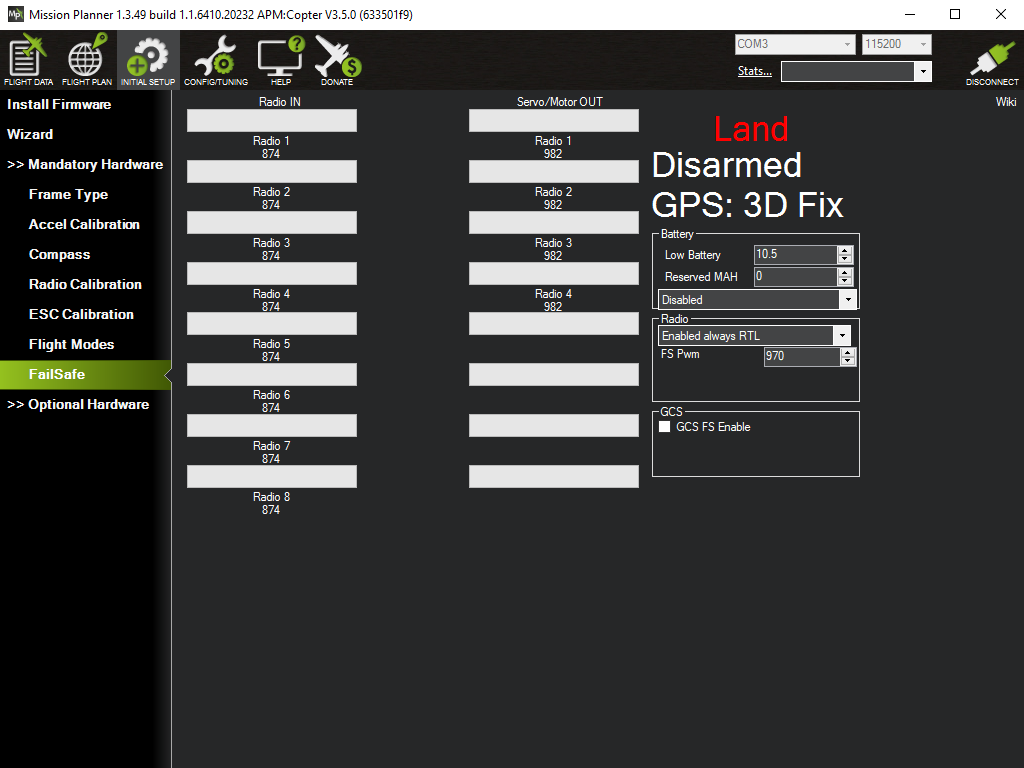 Mission Planner 1.3.49 build 1.1.6410.20232 APM:Copter V3.5.0 (633501f9)
FLIGHT DATA FLIGHT PLAN INITIAL SETUP CONFIG/TUNING HELP DONATE
COM3 115200
Stats...
DISCONNECT
Install Firmware
Wizard
>> Mandatory Hardware
Frame Type
Accel Calibration
Compass
Radio Calibration
ESC Calibration
Flight Modes
FailSafe
>> Optional Hardware
Radio IN
Radio 1
874
Radio 2
874
Radio 3
874
Radio 4
874
Radio 5
874
Radio 6
874
Radio 7
874
Radio 8
874
Servo/Motor OUT
Radio 1
982
Radio 2
982
Radio 3
982
Radio 4
982
Wiki
Land
Disarmed
GPS: 3D Fix
Battery
Low Battery 10.5
Reserved MAH 0
Disabled
Radio
Enabled always RTL
FS Pwm 970
GCS
GCS FS Enable